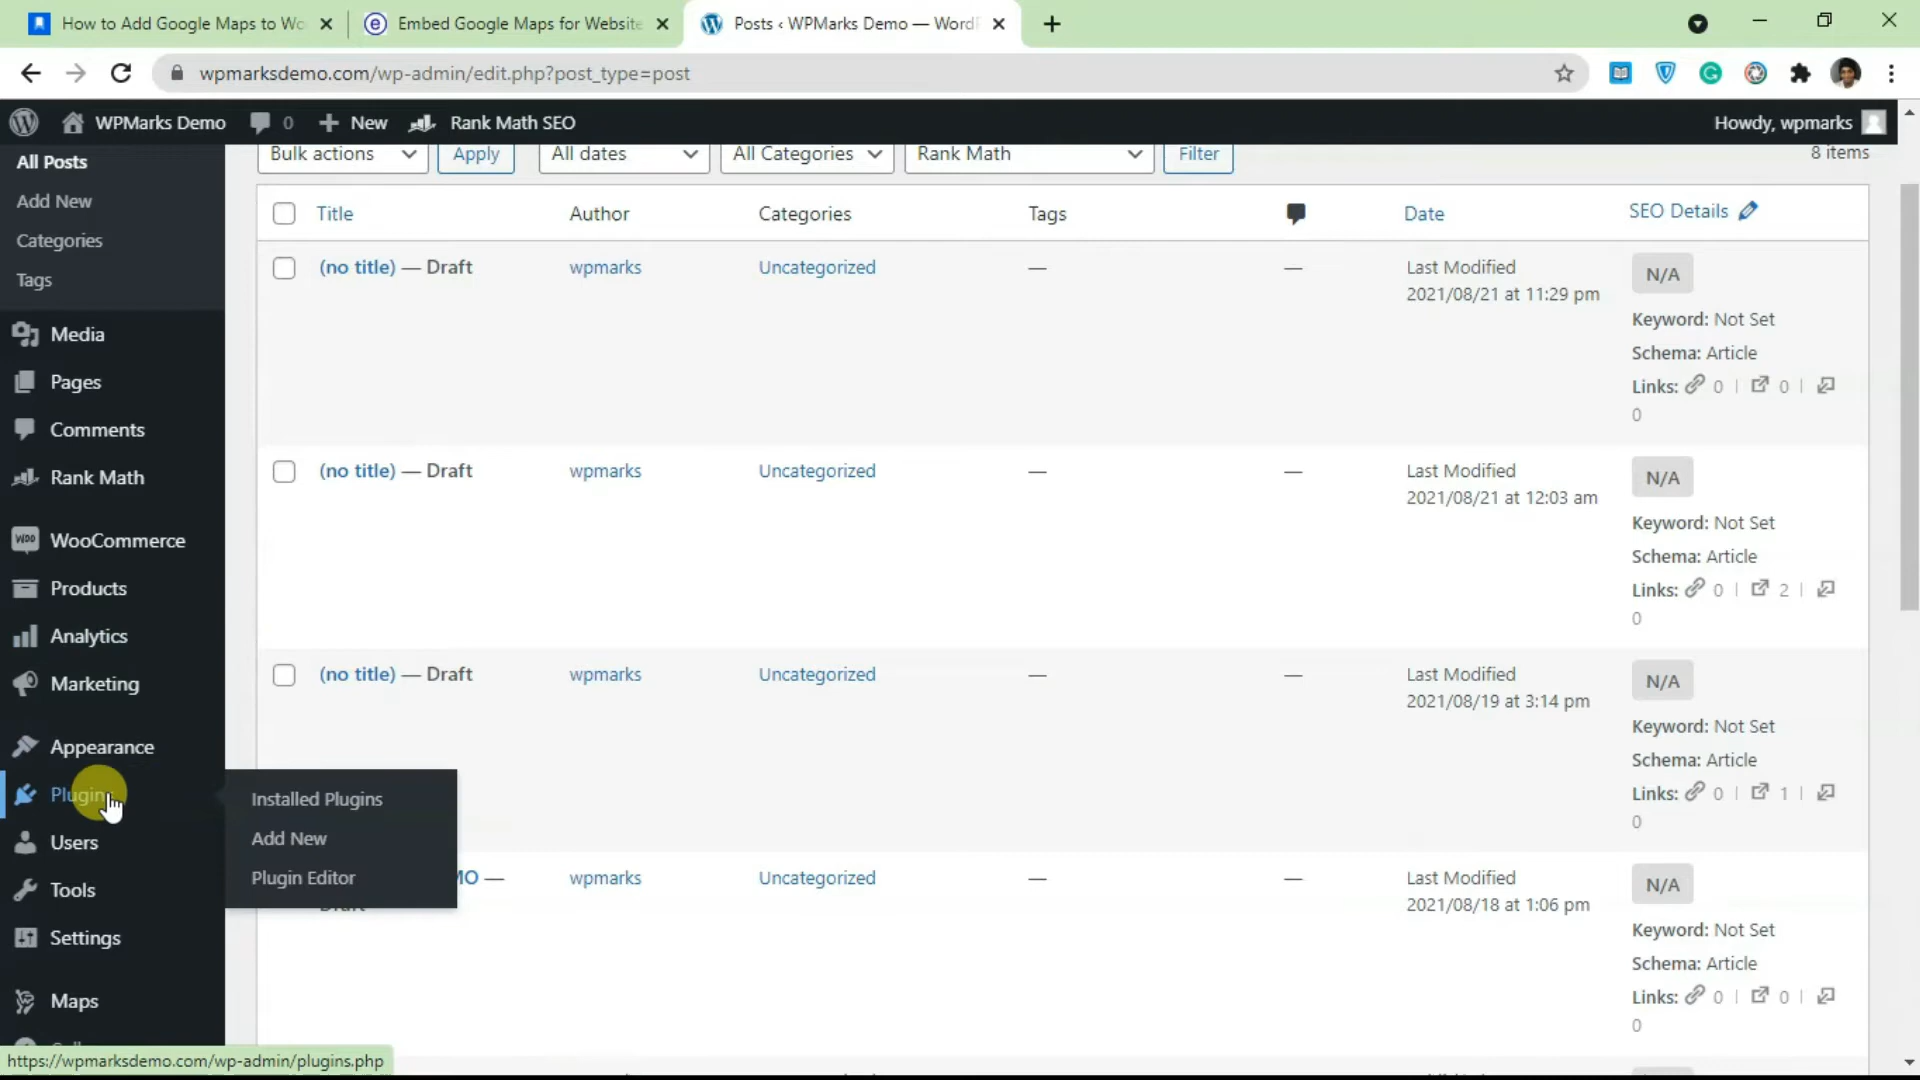 How to Add Google Maps to Wo
Embed Google Maps for Website
Posts ‹ WPMarks Demo — Word
wpmarksdemo.com/wp-admin/edit.php?post_type=post
WPMarks Demo
0
New
Rank Math SEO
Howdy, wpmarks
All Posts
Add New
Categories
Tags
Media
Pages
Comments
Rank Math
WooCommerce
Products
Analytics
Marketing
Appearance
Plugins
Users
Tools
Settings
Maps
Installed Plugins
Add New
Plugin Editor
Bulk actions
Apply
All dates
All Categories
Rank Math
Filter
8 items
Title
Author
Categories
Tags
Date
SEO Details
(no title) — Draft
wpmarks
Uncategorized
—
—
Last Modified
2021/08/21 at 11:29 pm
N/A
Keyword: Not Set
Schema: Article
Links: 0 | 0 |
0
(no title) — Draft
wpmarks
Uncategorized
—
—
Last Modified
2021/08/21 at 12:03 am
N/A
Keyword: Not Set
Schema: Article
Links: 0 | 2 |
0
(no title) — Draft
wpmarks
Uncategorized
—
—
Last Modified
2021/08/19 at 3:14 pm
N/A
Keyword: Not Set
Schema: Article
Links: 0 | 1 |
0
MO —
Draft
wpmarks
Uncategorized
—
—
Last Modified
2021/08/18 at 1:06 pm
N/A
Keyword: Not Set
Schema: Article
Links: 0 | 0 |
0
https://wpmarksdemo.com/wp-admin/plugins.php